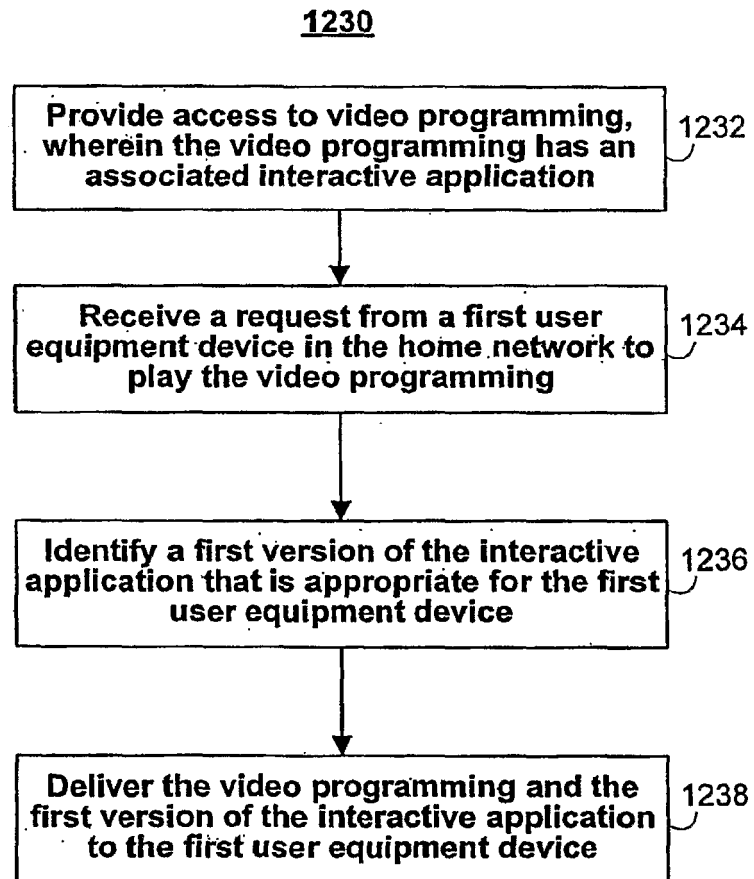 1230
Provide access to video programming,
wherein the video programming has an
associated interactive application
1232
Receive a request from a first user
equipment device in the home network to
play the video programming
1234
Identify a first version of the interactive
application that is appropriate for the first
user equipment device
1236
Deliver the video programming and the
first version of the interactive application
to the first user equipment device
1238